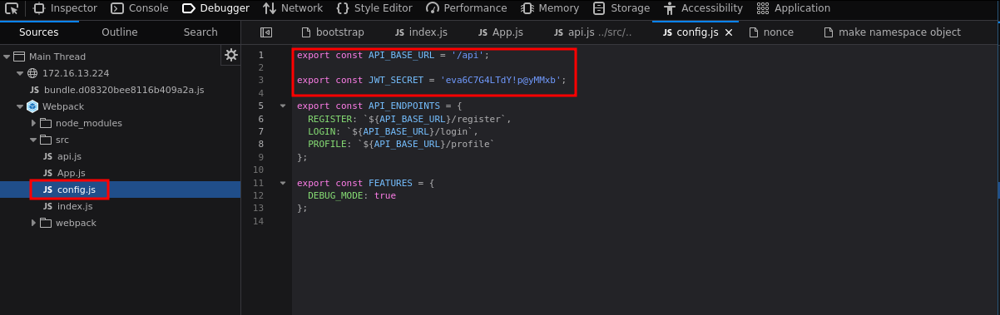 Inspector Console Debugger Network Style Editor Performance Memory Storage Accessibility Application
Sources Outline Search
bootstrap index.js App.js api.js ../src/.. config.js nonce make namespace object
Main Thread
172.16.13.224
JS bundle.d08320bee8116b409a2a.js
Webpack
node_modules
src
JS api.js
JS App.js
JS config.js
JS index.js
webpack
1 export const API_BASE_URL = '/api';
2
3 export const JWT_SECRET = 'eva6C7G4LTdY!p@yMMxb';
4
5 export const API_ENDPOINTS = {
6 REGISTER: `${API_BASE_URL}/register`,
7 LOGIN: `${API_BASE_URL}/login`,
8 PROFILE: `${API_BASE_URL}/profile`
9 };
10
11 export const FEATURES = {
12 DEBUG_MODE: true
13 };
14